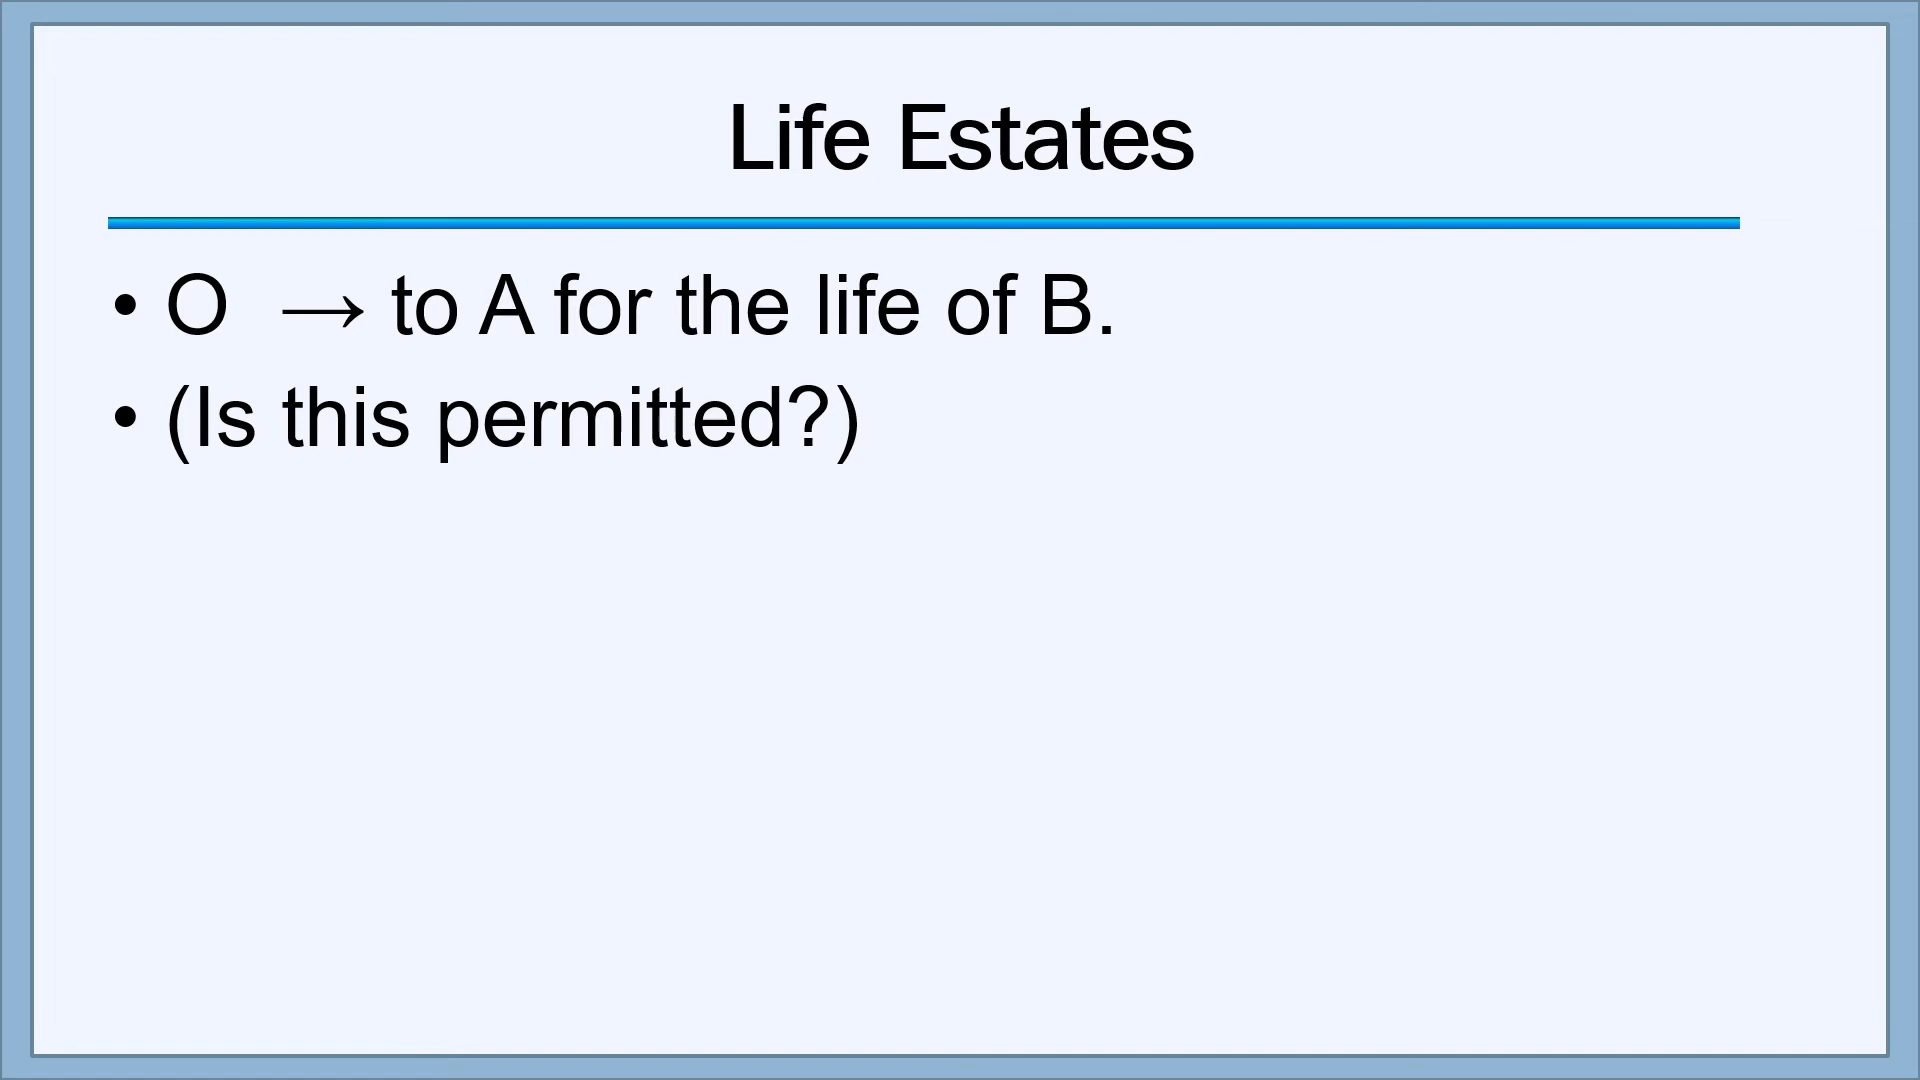 Life Estates
• O → to A for the life of B.
• (Is this permitted?)